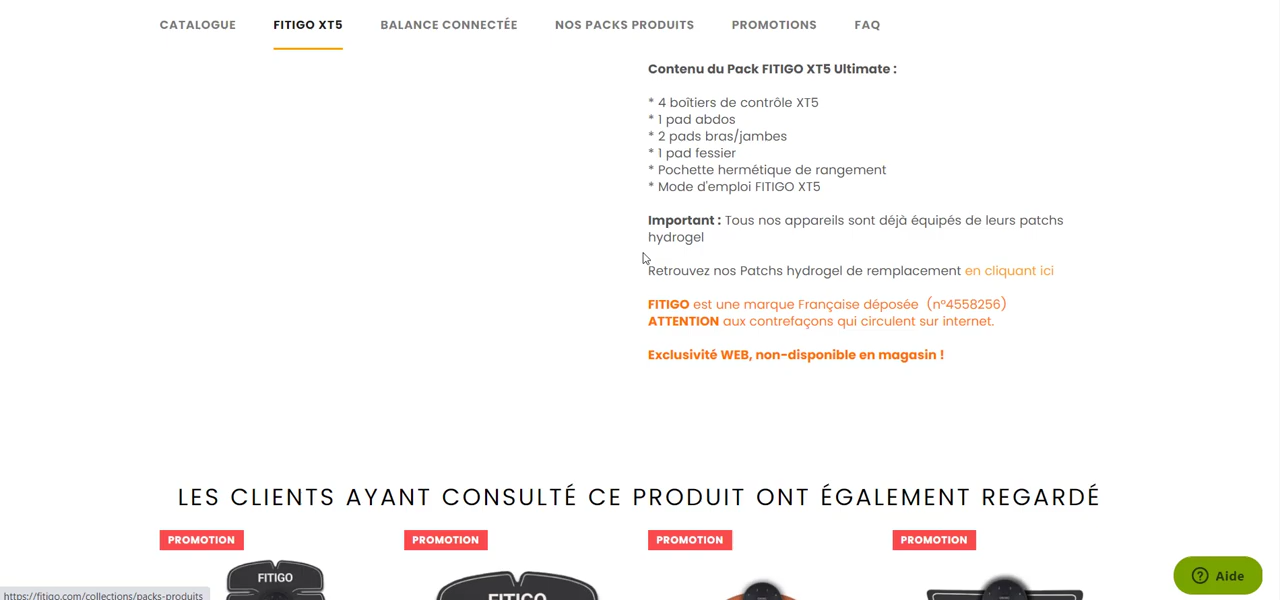 CATALOGUE FITIGO XT5 BALANCE CONNECTÉE NOS PACKS PRODUITS PROMOTIONS FAQ
Contenu du Pack FITIGO XT5 Ultimate :
* 4 boîtiers de contrôle XT5
* 1 pad abdos
* 2 pads bras/jambes
* 1 pad fessier
* Pochette hermétique de rangement
* Mode d'emploi FITIGO XT5
Important : Tous nos appareils sont déjà équipés de leurs patchs
hydrogel
Retrouvez nos Patchs hydrogel de remplacement en cliquant ici
FITIGO est une marque Française déposée (n°4558256)
ATTENTION aux contrefaçons qui circulent sur internet.
Exclusivité WEB, non-disponible en magasin !
LES CLIENTS AYANT CONSULTÉ CE PRODUIT ONT ÉGALEMENT REGARDÉ
PROMOTION PROMOTION PROMOTION PROMOTION
FITIGO FITIGO
Aide
https://fitigo.com/collections/packs-produits